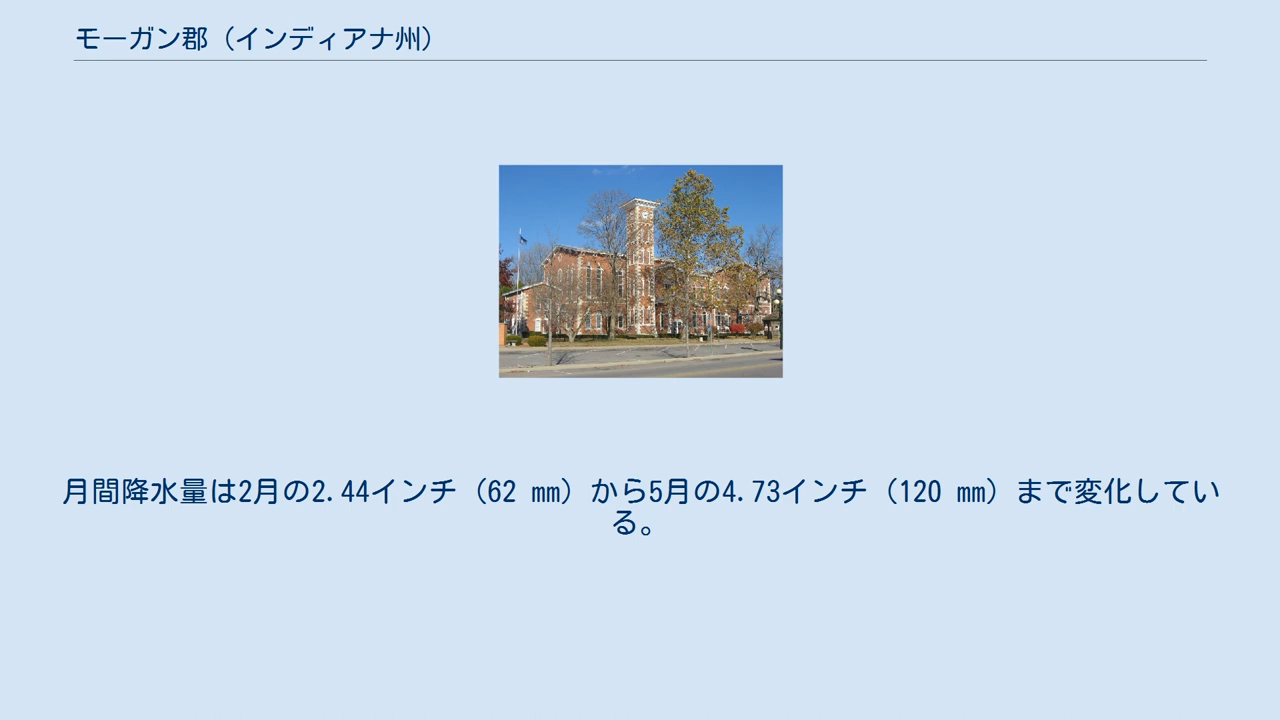 モーガン郡（インディアナ州）
月間降水量は2月の2.44インチ（62 mm）から5月の4.73インチ（120 mm）まで変化してい
る。